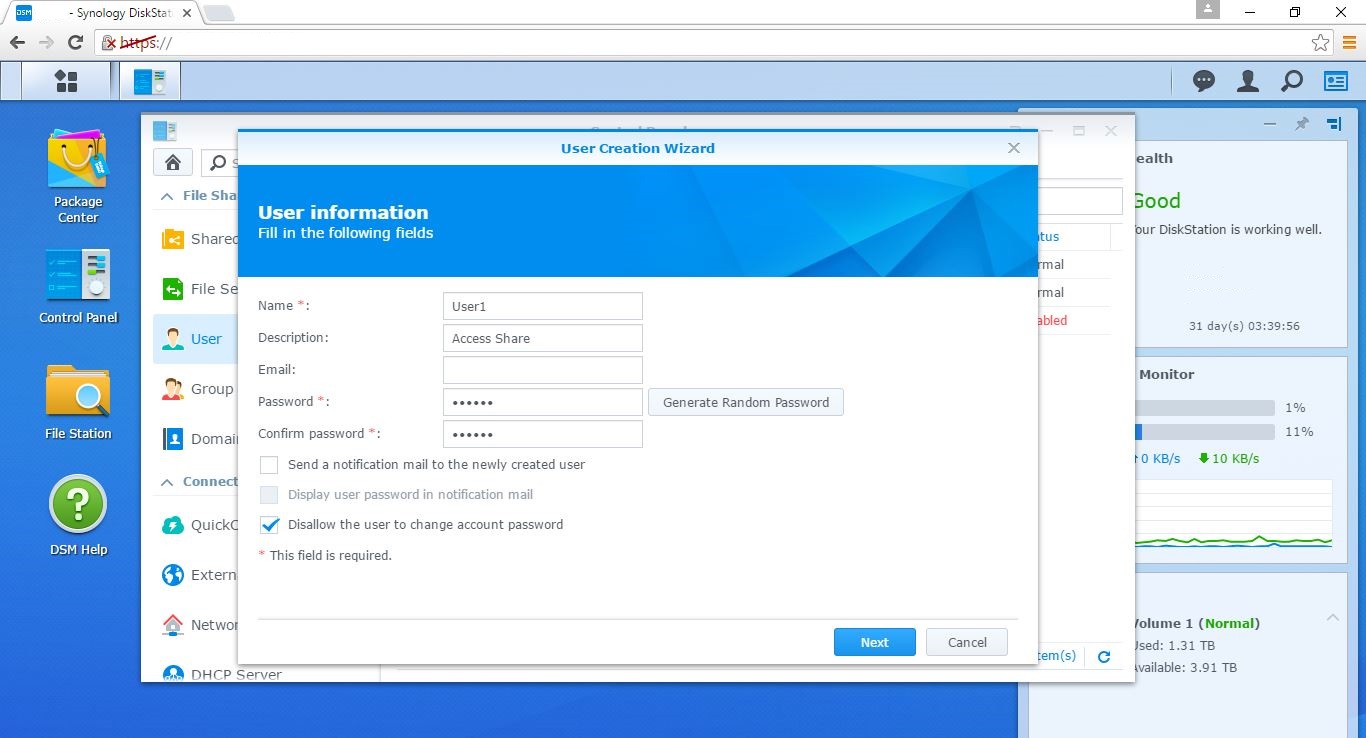 DSM
- Synology DiskStat
https://
Package
Center
Control Panel
File Station
DSM Help
User Creation Wizard
User information
Fill in the following fields
File Sha
Shared
File Se
User
Group
Domai
Connect
QuickC
Extern
Networ
DHCP Server
Name *:
User1
Description:
Access Share
Email:
Password *:
••••••
Generate Random Password
Confirm password *:
••••••
Send a notification mail to the newly created user
Display user password in notification mail
Disallow the user to change account password
* This field is required.
Next
Cancel
tus
rmal
rmal
abled
tem(s)
ealth
Good
our DiskStation is working well.
31 day(s) 03:39:56
Monitor
1%
11%
0 KB/s
10 KB/s
Volume 1 (Normal)
Used: 1.31 TB
Available: 3.91 TB